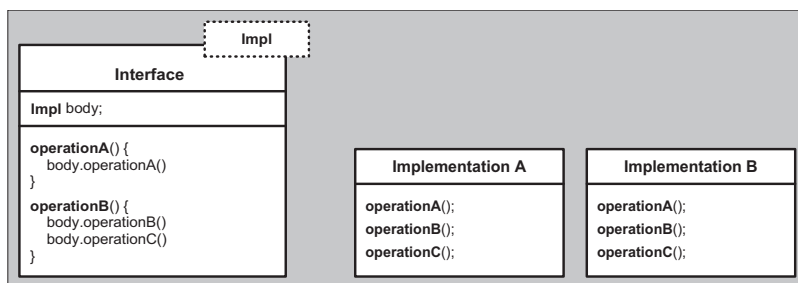 Impl
Interface
Impl body;
operationA() {
body.operationA()
}
operationB() {
body.operationB()
body.operationC()
}
Implementation A
operationA();
operationB();
operationC();
Implementation B
operationA();
operationB();
operationC();